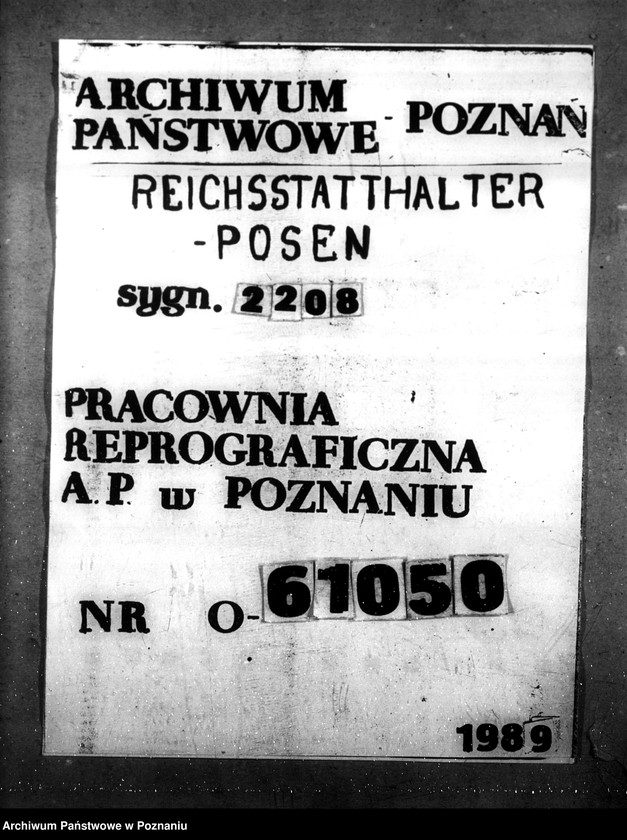 ARCHIWUM
PAŃSTWOWE - POZNAŃ
REICHSSTATTHALTER
-POSEN
sygn. 2208
PRACOWNIA
REPROGRAFICZNA
A.P. w POZNANIU
NR O-61050
1989
Archiwum Państwowe w Poznaniu